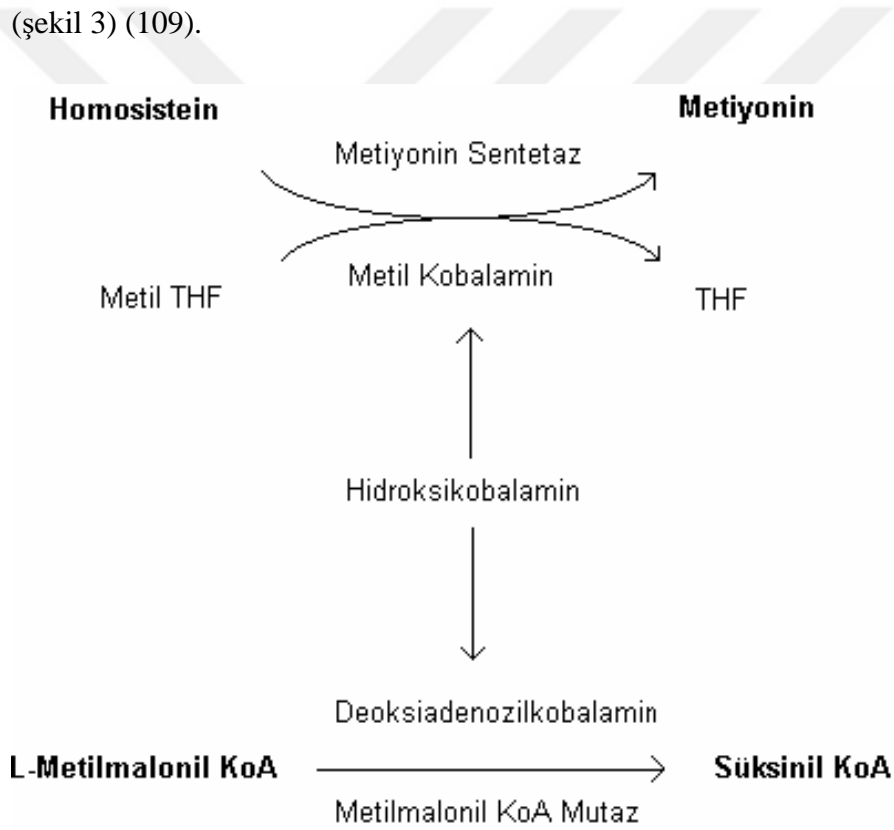 (şekil 3) (109).
Homosistein Metiyonin
Metiyonin Sentetaz
Metil Kobalamin
Metil THF THF
Hidroksikobalamin
Deoksiadenozilkobalamin
L-Metilmalonil KoA Süksinil KoA
Metilmalonil KoA Mutaz